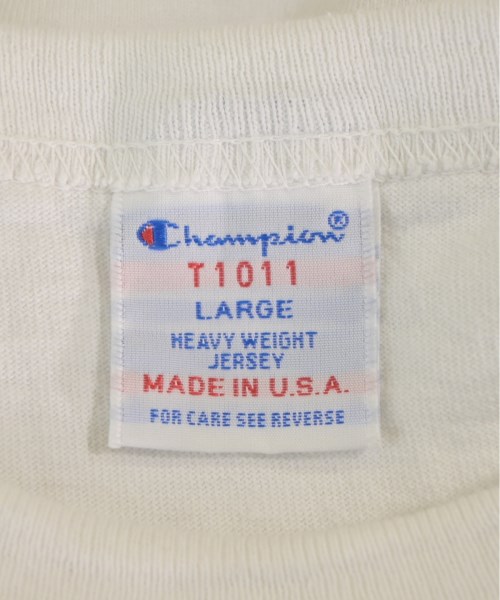 Champion®
T1011
LARGE
HEAVY WEIGHT
JERSEY
MADE IN U.S.A.
FOR CARE SEE REVERSE